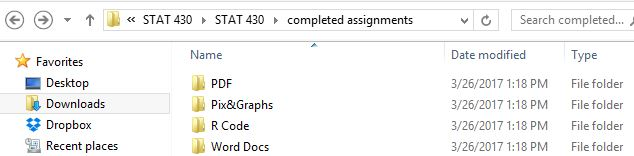 « STAT 430 > STAT 430 > completed assignments Search completed...
Favorites Name Date modified Type
Desktop PDF 3/26/2017 1:18 PM File folder
Downloads Pix&Graphs 3/26/2017 1:18 PM File folder
Dropbox R Code 3/26/2017 1:18 PM File folder
Recent places Word Docs 3/26/2017 1:18 PM File folder